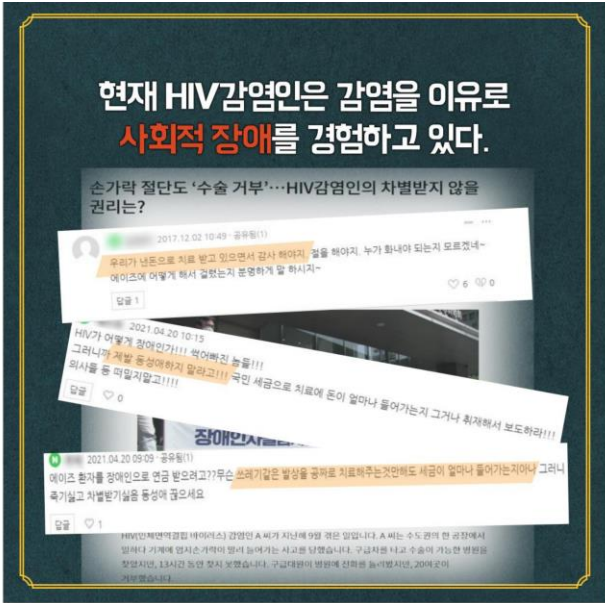 현재 HIV감염인은 감염을 이유로
사회적 장애를 경험하고 있다.
손가락 절단도 '수술 거부'…HIV감염인의 차별받지 않을
권리는?
2017.12.02 10:49 · 공유됨(1)
우리가 낸돈으로 치료 받고 있으면서 감사 해야지. 절을 해야지. 누가 화내야 되는지 모르겠네~
에이즈에 어떻게 해서 걸렸는지 분명하게 말 하시지~
답글 1
6 0
2021.04.20 10:15
HIV가 어떻게 장애인가!!! 썩어빠진 놈들!!!
그러니까 제발 동성애하지 말라고!!! 국민 세금으로 치료에 돈이 얼마나 들어가는지 그거나 취재해서 보도하라!!!
의사들 등 떠밀지말고!!!!
답글
0
N
2021.04.20 09:09 · 공유됨(1)
에이즈 환자를 장애인으로 연금 받으려고??무슨 쓰레기같은 발상을 공짜로 치료해주는것만해도 세금이 얼마나 들어가는지아나 그러니
죽기싫고 차별받기싫음 동성애 끊으세요
답글
1
HIV(인체면역결핍 바이러스) 감염인 A 씨가 지난해 9월 겪은 일입니다. A 씨는 수도권의 한 공장에서
일하다 기계에 엄지손가락이 딸려 들어가는 사고를 당했습니다. 구급차를 타고 수술이 가능한 병원을
찾았지만, 13시간 동안 찾지 못했습니다. 구급대원이 병원에 전화를 돌려봤지만, 20여곳이
거부했습니다.